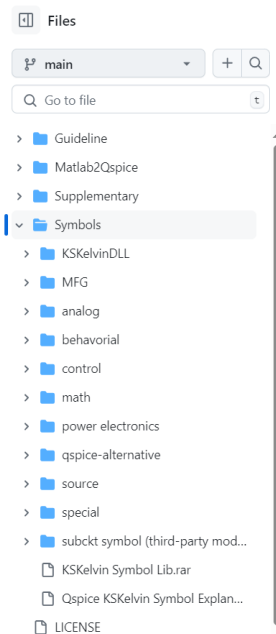 Files
main
Go to file
t
Guideline
Matlab2Qspice
Supplementary
Symbols
KSKelvinDLL
MFG
analog
behavorial
control
math
power electronics
qspice-alternative
source
special
subckt symbol (third-party mod...
KSKelvin Symbol Lib.rar
Qspice KSKelvin Symbol Explan...
LICENSE